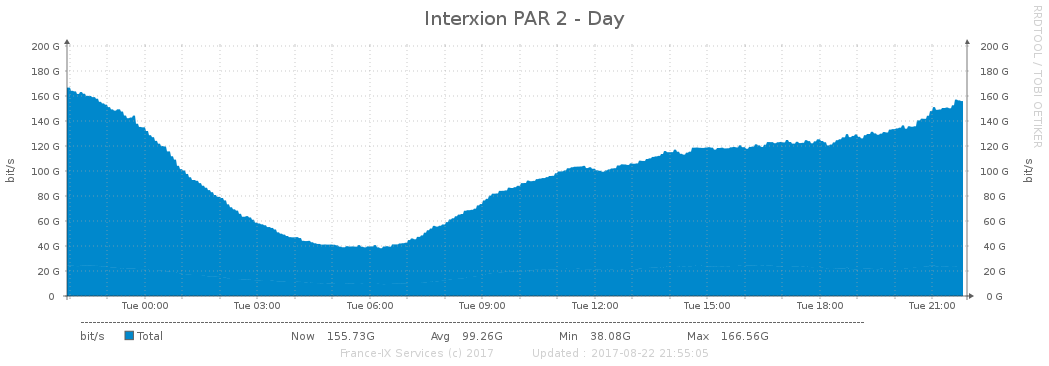 Interxion PAR 2 - Day
RRDTOOL / TOBI OETIKER
200 G 200 G
180 G 180 G
160 G 160 G
140 G 140 G
120 G 120 G
100 G 100 G
80 G 80 G
60 G 60 G
40 G 40 G
20 G 20 G
0 0 G
bit/s bit/s
Tue 00:00 Tue 03:00 Tue 06:00 Tue 09:00 Tue 12:00 Tue 15:00 Tue 18:00 Tue 21:00
bit/s Total Now 155.73G Avg 99.26G Min 38.08G Max 166.56G
France-IX Services (c) 2017 Updated : 2017-08-22 21:55:05